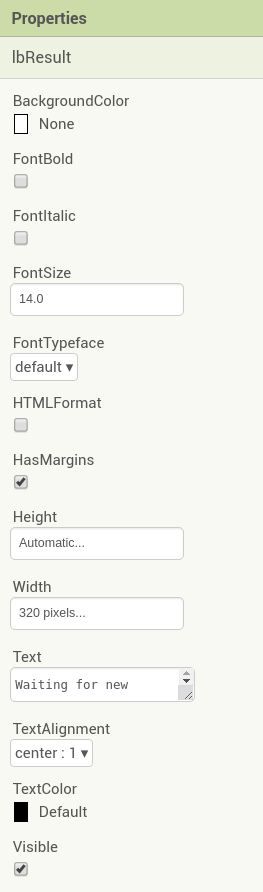 Properties
lbResult
BackgroundColor
None
FontBold
FontItalic
FontSize
14.0
FontTypeface
default ▾
HTMLFormat
HasMargins
Height
Automatic...
Width
320 pixels...
Text
Waiting for new
TextAlignment
center : 1 ▾
TextColor
Default
Visible